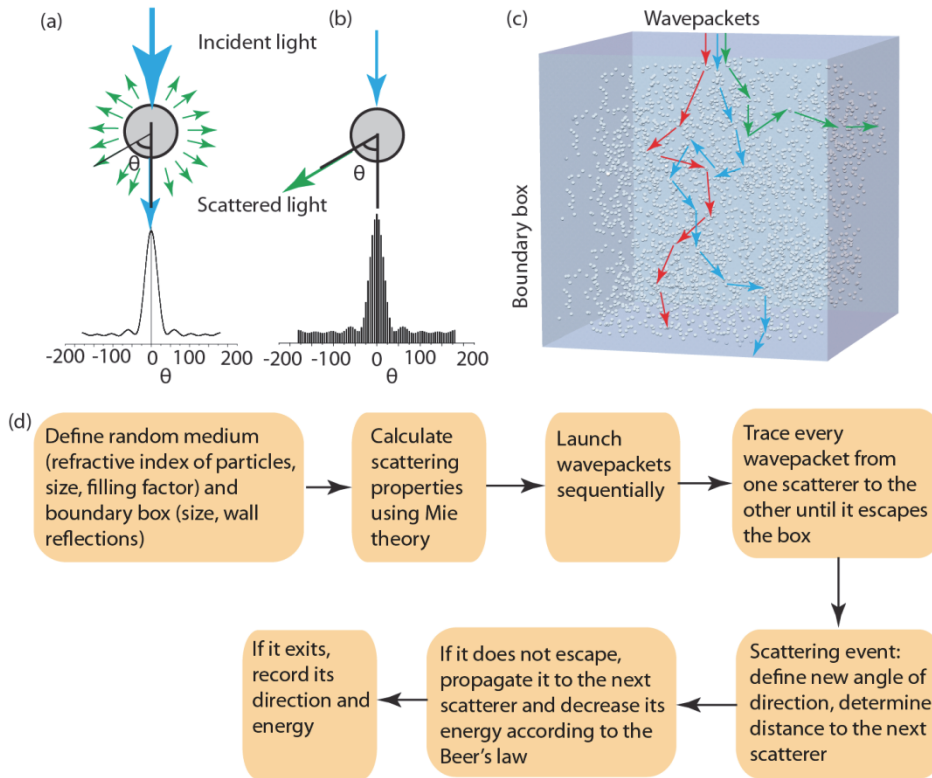 (a)
Incident light
θ
Scattered light
-200 -100 0 100 200
θ
(b)
θ
-200 -100 0 100 200
θ
(c)
Wavepackets
Boundary box
(d)
Define random medium
(refractive index of particles,
size, filling factor) and
boundary box (size, wall
reflections)
Calculate
scattering
properties
using Mie
theory
Launch
wavepackets
sequentially
Trace every
wavepacket from
one scatterer to the
other until it escapes
the box
Scattering event:
define new angle of
direction, determine
distance to the next
scatterer
If it does not escape,
propagate it to the next
scatterer and decrease its
energy according to the
Beer's law
If it exits,
record its
direction and
energy